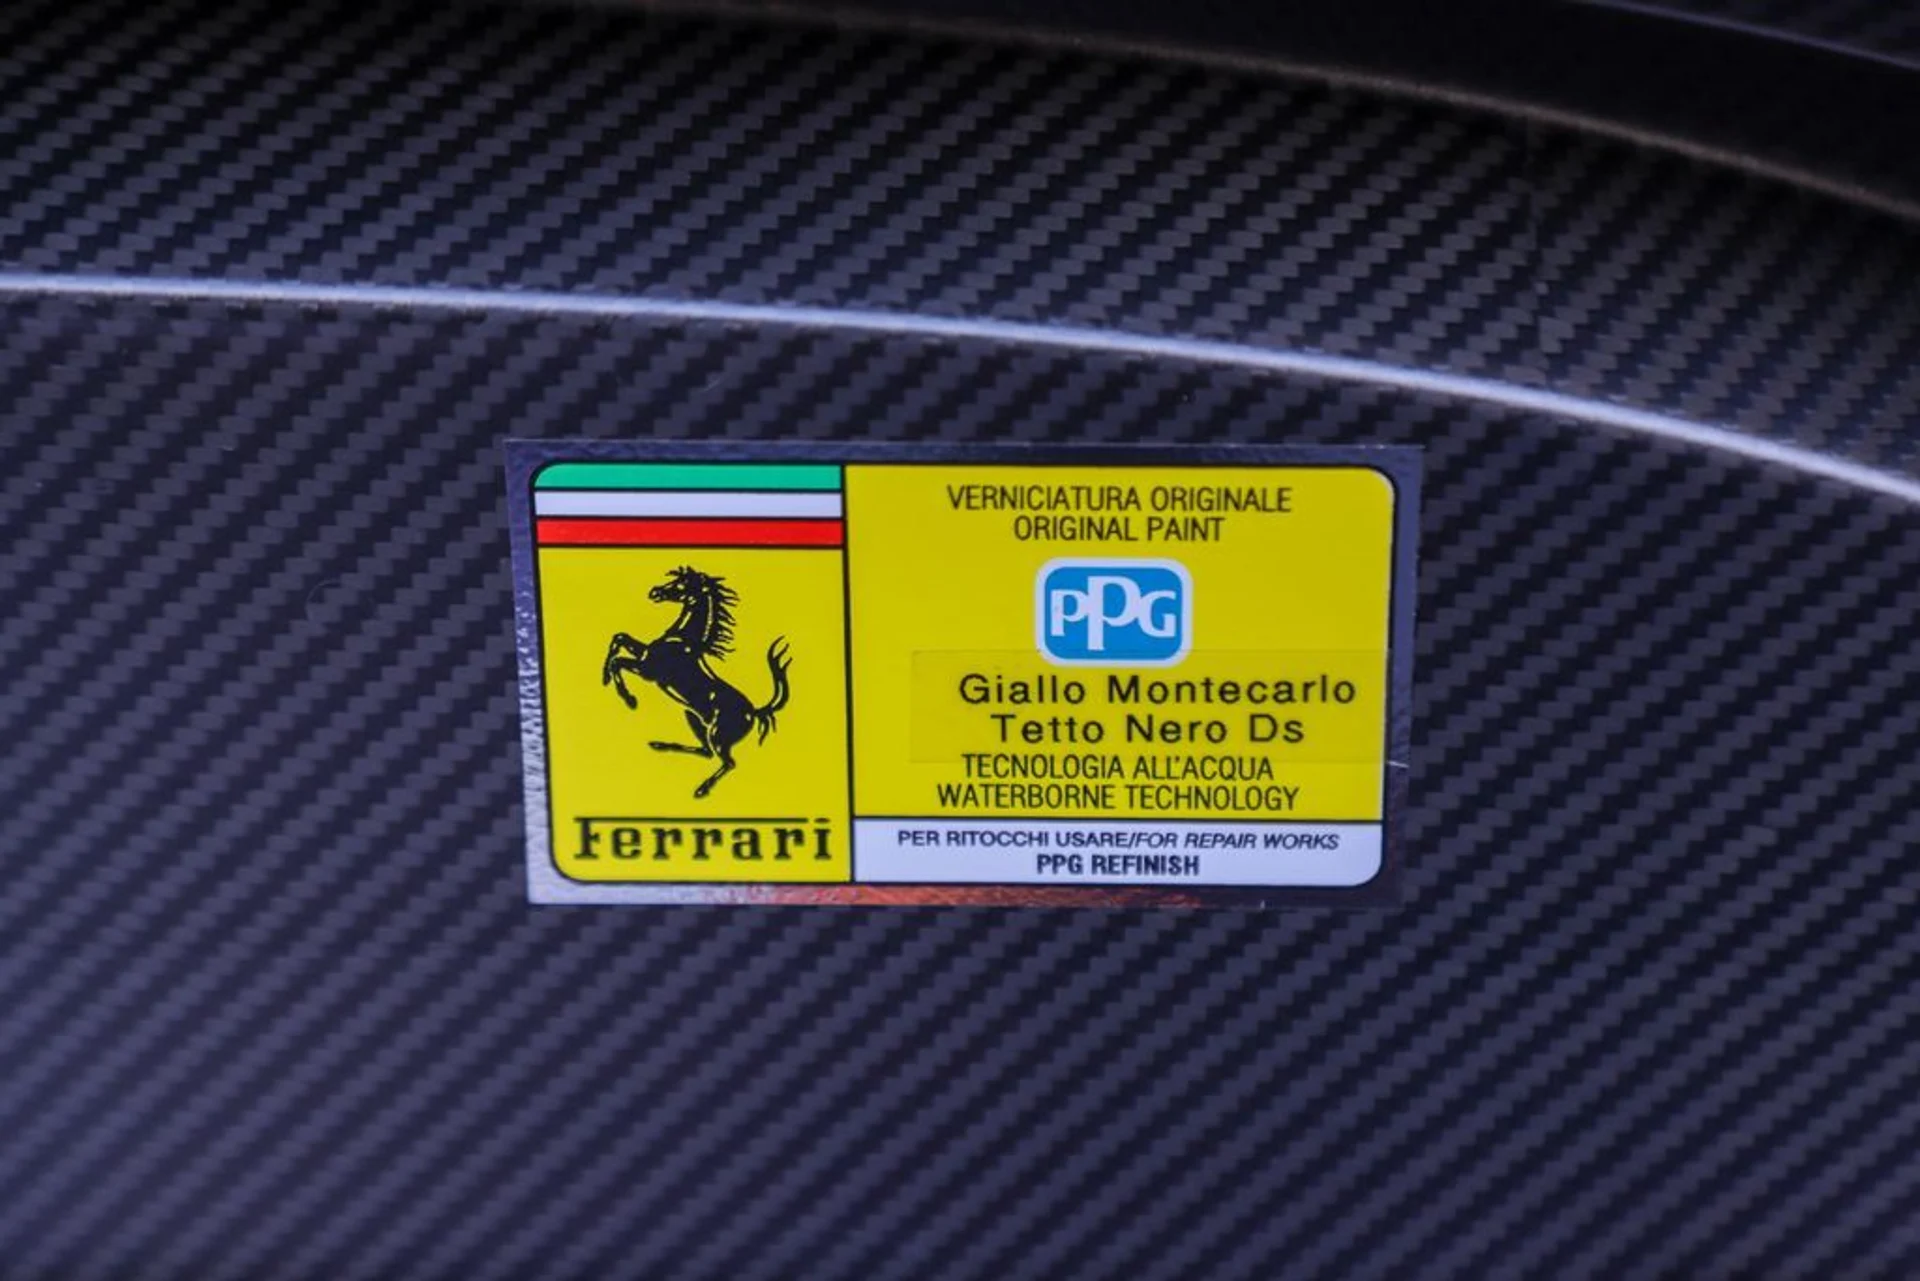 Ferrari
VERNICIATURA ORIGINALE
ORIGINAL PAINT
PPG
Giallo Montecarlo
Tetto Nero Ds
TECNOLOGIA ALL'ACQUA
WATERBORNE TECHNOLOGY
PER RITOCCHI USARE/FOR REPAIR WORKS
PPG REFINISH